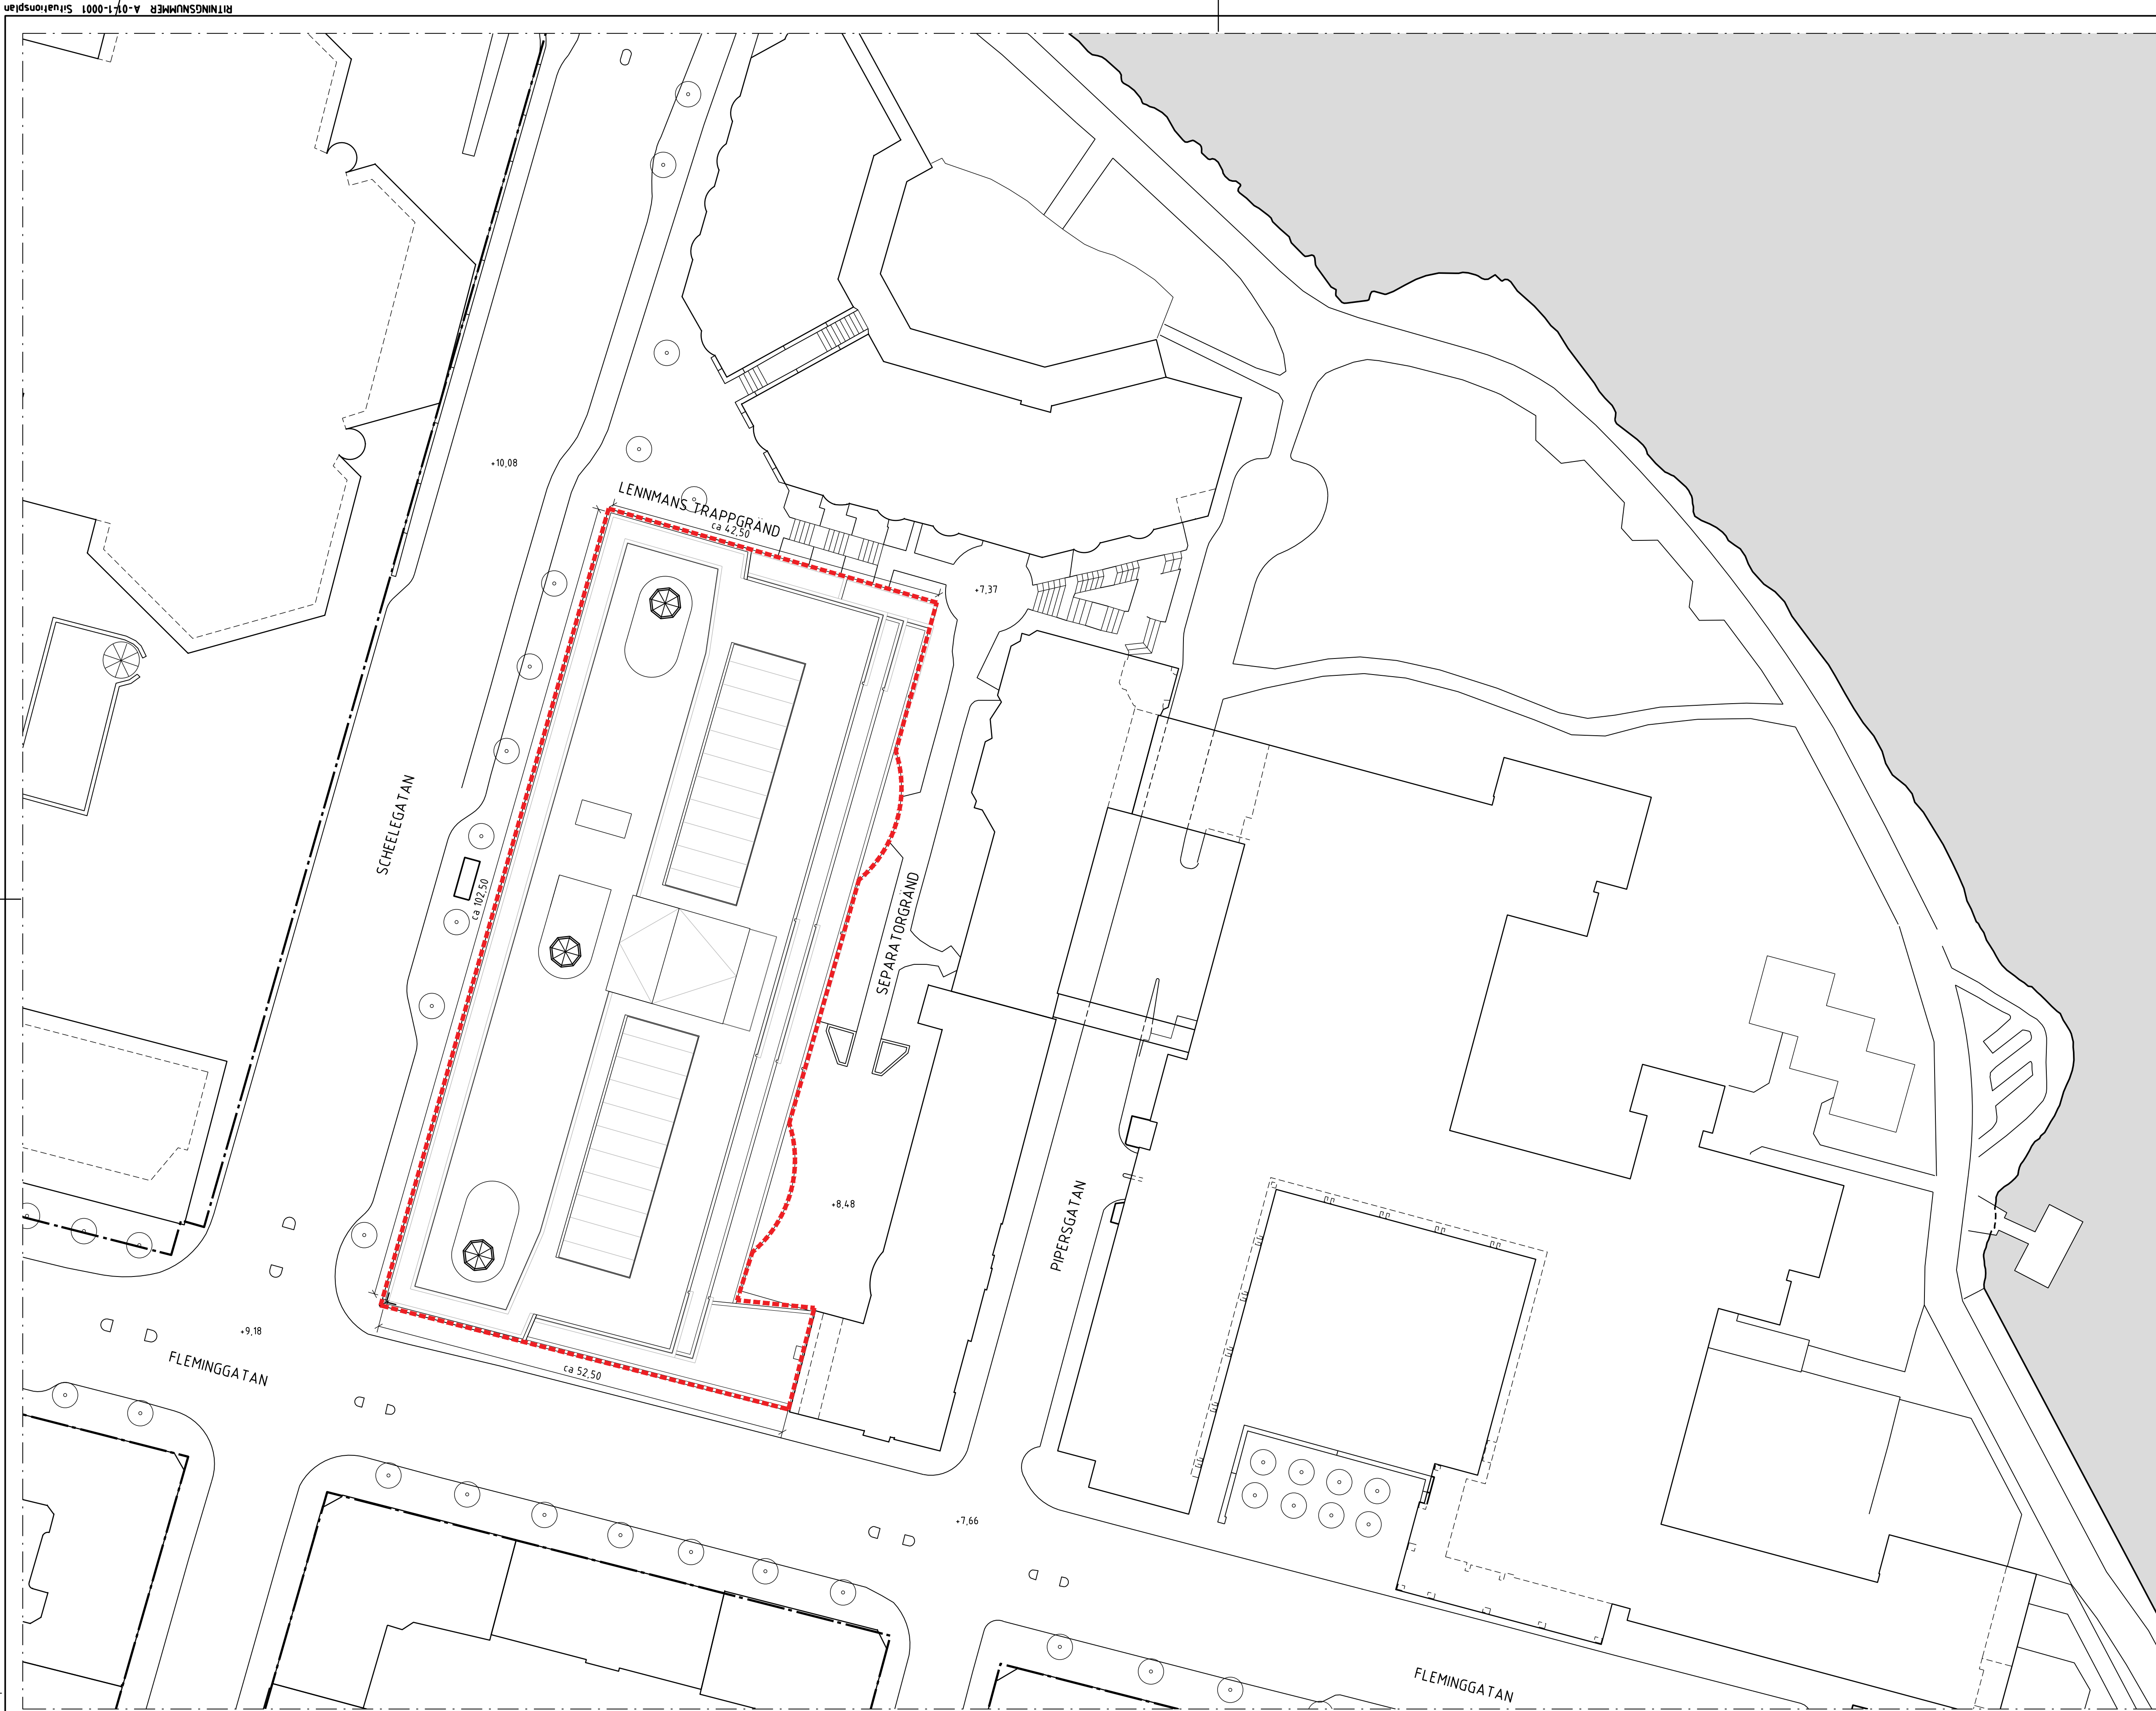 RITNINGSNUMMER A-01-1-0001 Situationsplan
+10,08
LENNMANS TRAPPGRÄND
ca 42,50
+7,37
SCHEELEGATAN
ca 102,50
SEPARATORGRÄND
+8,48
PIPERSGATAN
+9,18
FLEMINGGATAN
ca 52,50
+7,66
FLEMINGGATAN